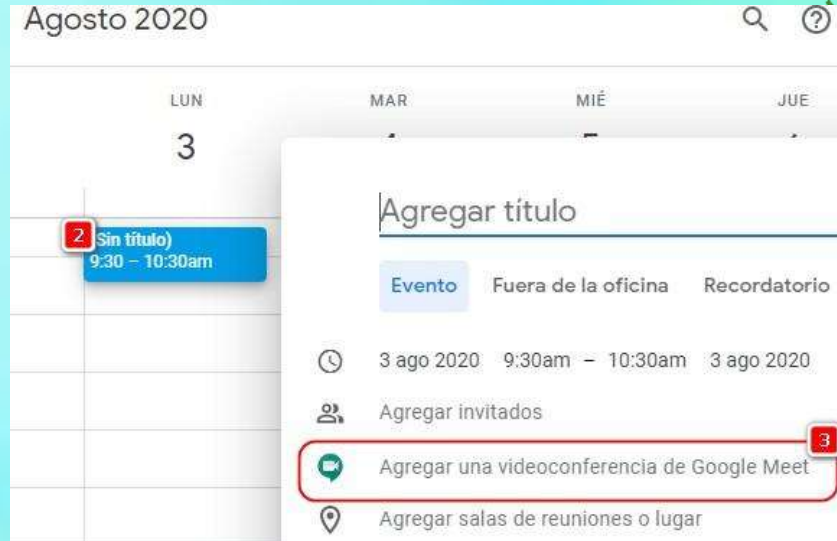 Agosto 2020
LUN MAR MIÉ JUE
3
Agregar título
2 Sin título)
9:30 – 10:30am
Evento Fuera de la oficina Recordatorio
3 ago 2020 9:30am – 10:30am 3 ago 2020
Agregar invitados
3
Agregar una videoconferencia de Google Meet
Agregar salas de reuniones o lugar